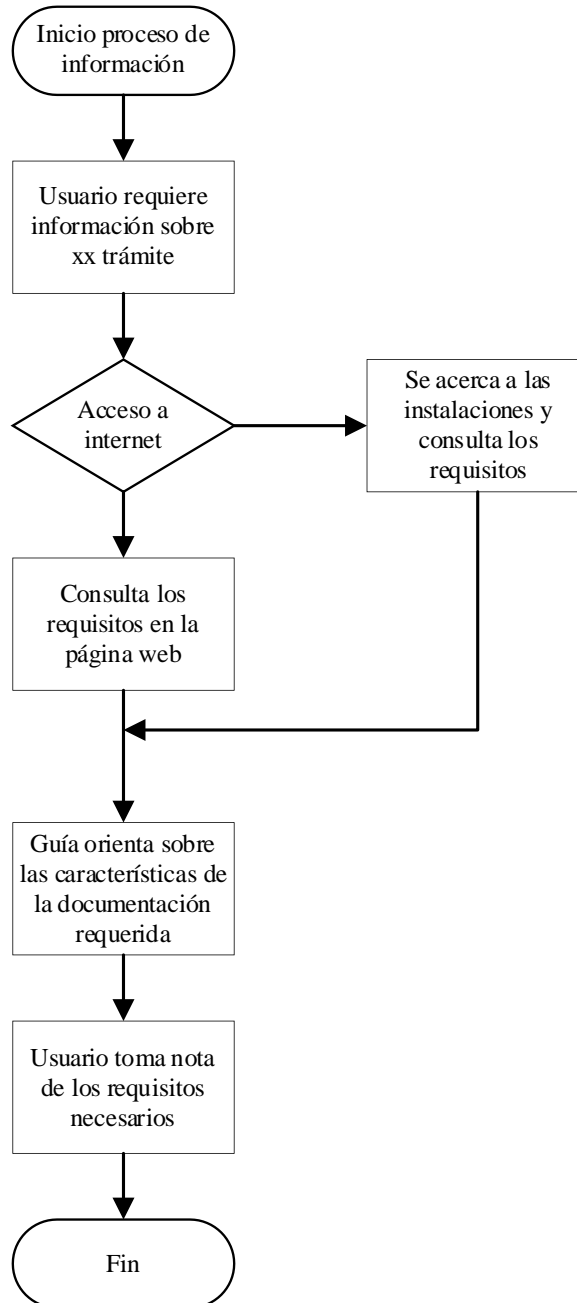 Inicio proceso de
información
Usuario requiere
información sobre
xx trámite
Acceso a
internet
Se acerca a las
instalaciones y
consulta los
requisitos
Consulta los
requisitos en la
página web
Guía orienta sobre
las características de
la documentación
requerida
Usuario toma nota
de los requisitos
necesarios
Fin